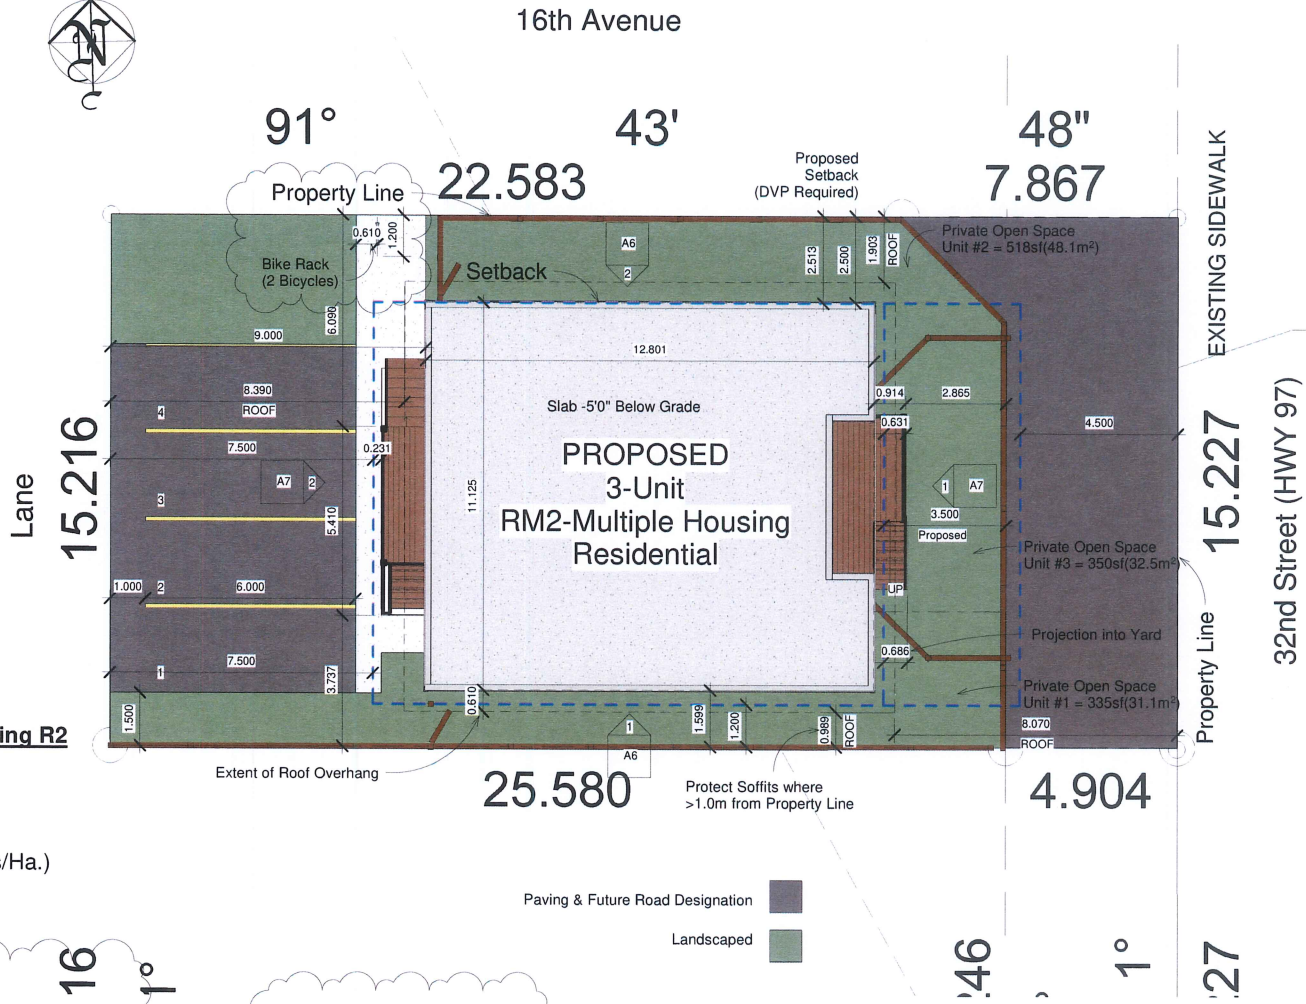 16th Avenue
N
91°
43'
48"
Proposed
Setback
(DVP Required)
Property Line
22.583
7.867
EXISTING SIDEWALK
0.610
1.200
Bike Rack
(2 Bicycles)
A6
2
Setback
2.513
2.500
1.903
ROOF
Private Open Space
Unit #2 = 518sf(48.1m²)
6.090
9.000
12.801
8.390
ROOF
4
Slab -5'0" Below Grade
0.914
2.865
0.631
4.500
7.500
0.231
PROPOSED
3-Unit
RM2-Multiple Housing
Residential
Lane
15.216
A7
2
11.125
1
A7
3
5.410
3.500
Proposed
15.227
32nd Street (HWY 97)
Private Open Space
Unit #3 = 350sf(32.5m²
1.000
2
6.000
UP
Projection into Yard
Property Line
7.500
1
3.737
0.686
Private Open Space
Unit #1 = 335sf(31.1m²
1.500
0.610
1
1.599
1.200
0.989
ROOF
8.070
ROOF
ing R2
A6
Extent of Roof Overhang
25.580
Protect Soffits where
>1.0m from Property Line
4.904
s/Ha.)
Paving & Future Road Designation
Landscaped
16
1°
246
1°
27